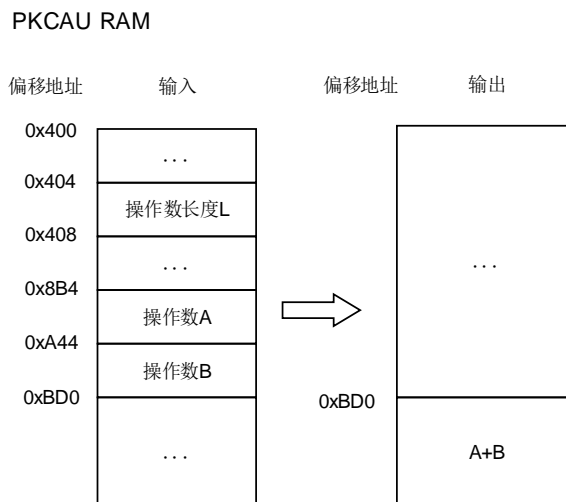 PKCAU RAM
偏移地址 输入 偏移地址 输出
0x400
...
0x404
操作数长度L
0x408
...
...
0x8B4
操作数A
0xA44
操作数B
0xBD0
0xBD0
...
A+B